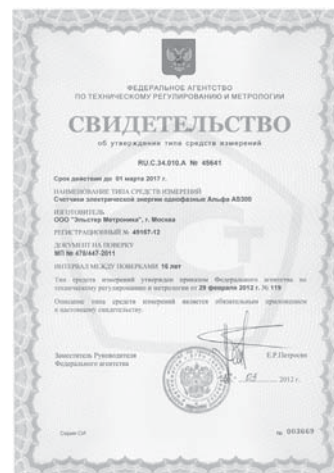 ФЕДЕРАЛЬНОЕ АГЕНТСТВО
ПО ТЕХНИЧЕСКОМУ РЕГУЛИРОВАНИЮ И МЕТРОЛОГИИ
СВИДЕТЕЛЬСТВО
об утверждении типа средств измерений
RU.C.34.010.A № 45641
Срок действия до 01 марта 2017 г.
НАИМЕНОВАНИЕ ТИПА СРЕДСТВ ИЗМЕРЕНИЙ
Счетчики электрической энергии однофазные Альфа AS300
ИЗГОТОВИТЕЛЬ
ООО "Эльстер Метроника", г. Москва
РЕГИСТРАЦИОННЫЙ № 49167-12
ДОКУМЕНТ НА ПОВЕРКУ
МП № 476/447-2011
ИНТЕРВАЛ МЕЖДУ ПОВЕРКАМИ 16 лет
Тип средств измерений утвержден приказом Федерального агентства по
техническому регулированию и метрологии от 29 февраля 2012 г. № 119
Описание типа средств измерений является обязательным приложением
к настоящему свидетельству.
Заместитель Руководителя Е.Р.Петросян
Федерального агентства
03 2012 г.
Серия СИ № 003669